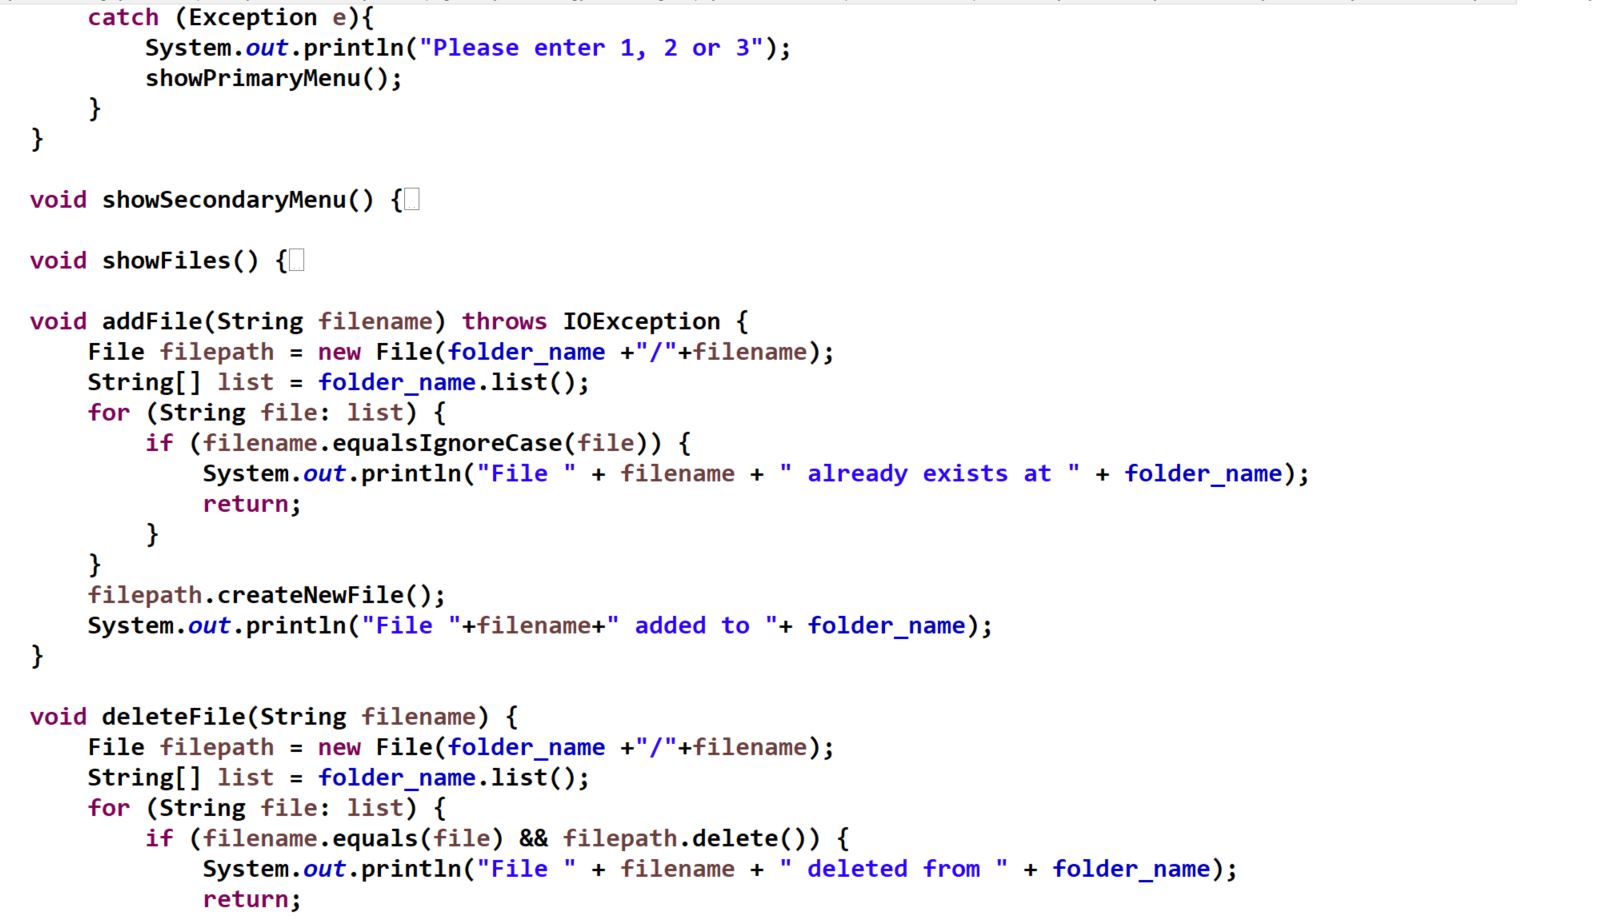 catch (Exception e){
System.out.println("Please enter 1, 2 or 3");
showPrimaryMenu();
}
}
void showSecondaryMenu() {
void showFiles() {
void addFile(String filename) throws IOException {
File filepath = new File(folder_name +"/"+filename);
String[] list = folder_name.list();
for (String file: list) {
if (filename.equalsIgnoreCase(file)) {
System.out.println("File " + filename + " already exists at " + folder_name);
return;
}
}
filepath.createNewFile();
System.out.println("File "+filename+" added to "+ folder_name);
}
void deleteFile(String filename) {
File filepath = new File(folder_name +"/"+filename);
String[] list = folder_name.list();
for (String file: list) {
if (filename.equals(file) && filepath.delete()) {
System.out.println("File " + filename + " deleted from " + folder_name);
return;